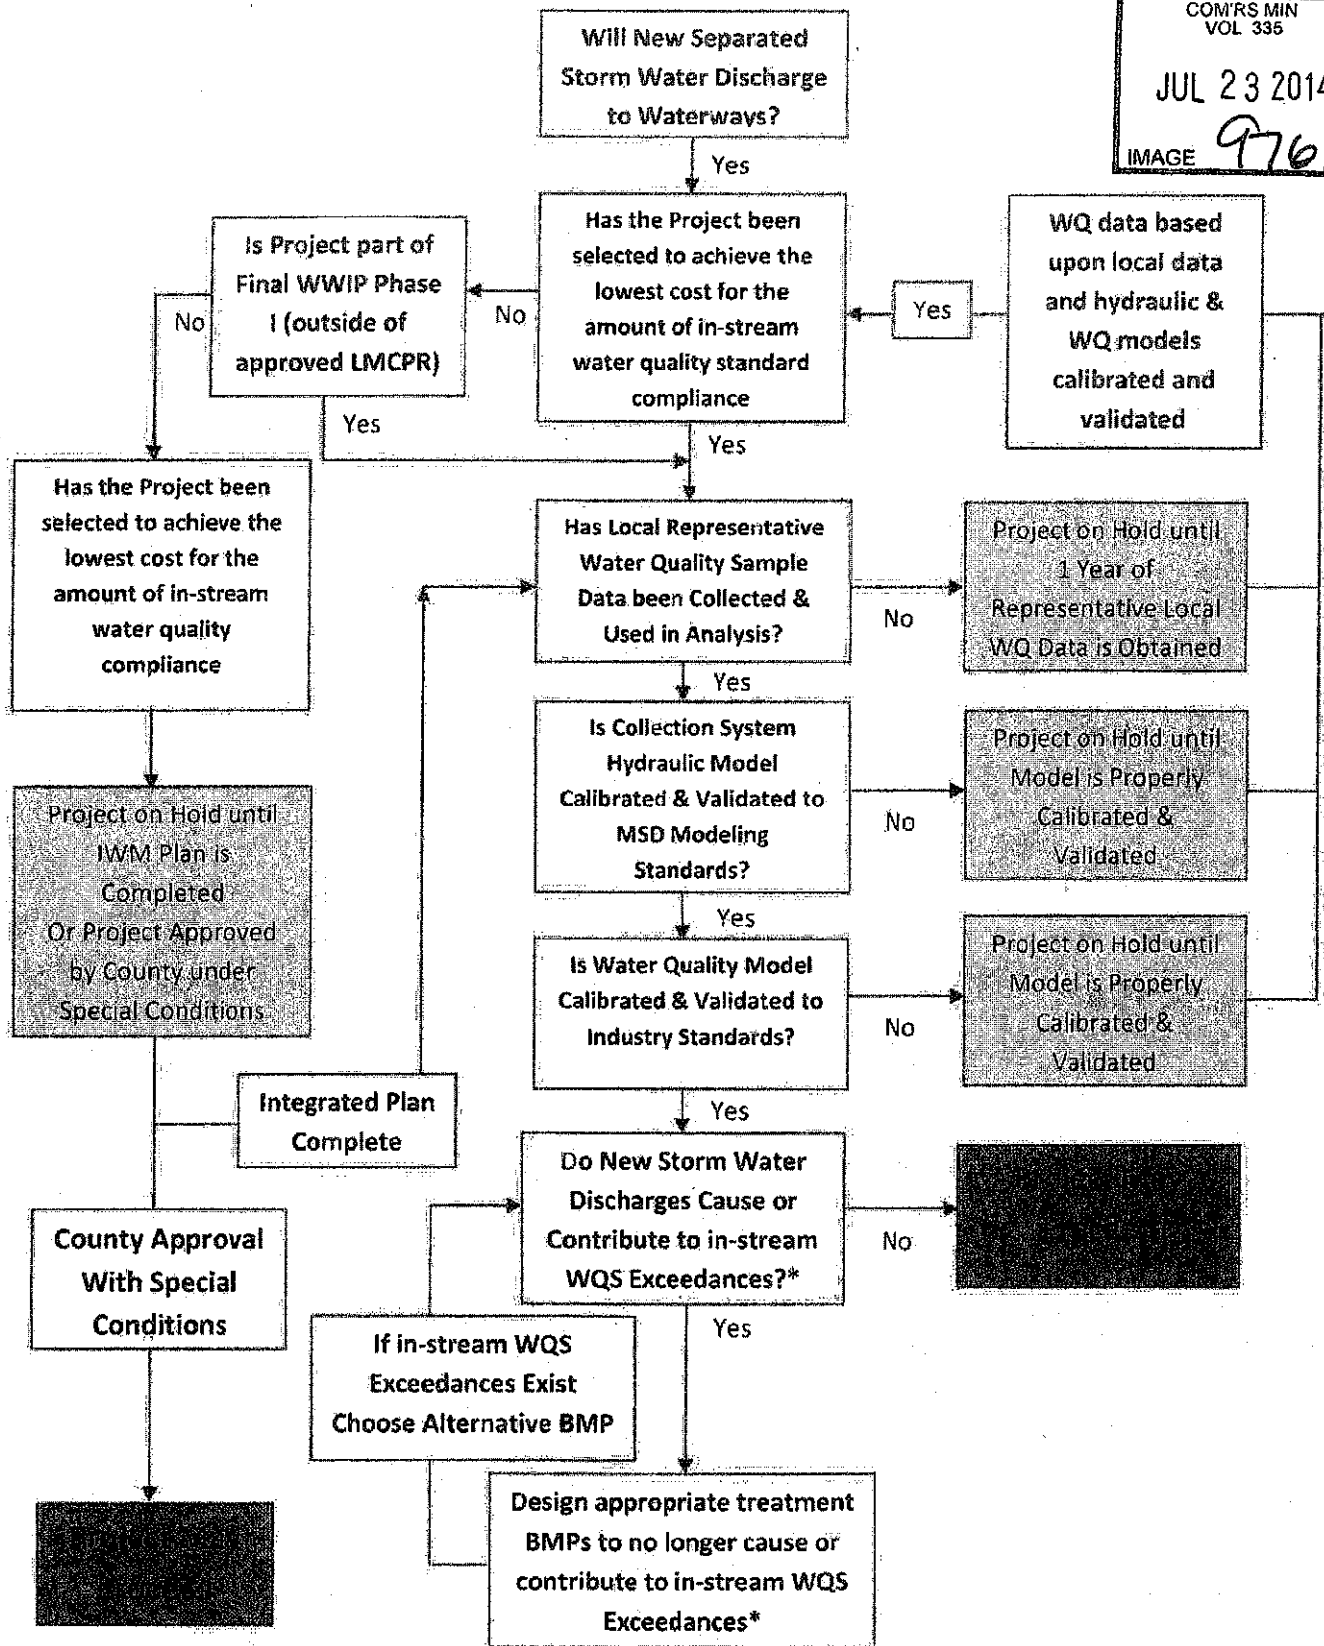 COM'RS MIN
VOL 335
JUL 23 2014
IMAGE 976
Will New Separated
Storm Water Discharge
to Waterways?
Yes
Has the Project been
selected to achieve the
lowest cost for the
amount of in-stream
water quality standard
compliance
Is Project part of
Final WWIP Phase
I (outside of
approved LMCPR)
No
No
Yes
WQ data based
upon local data
and hydraulic &
WQ models
calibrated and
validated
Yes
Yes
Has the Project been
selected to achieve the
lowest cost for the
amount of in-stream
water quality
compliance
Has Local Representative
Water Quality Sample
Data been Collected &
Used in Analysis?
No
Project on Hold until
1 Year of
Representative Local
WQ Data is Obtained
Yes
Is Collection System
Hydraulic Model
Calibrated & Validated to
MSD Modeling
Standards?
No
Project on Hold until
Model is Properly
Calibrated &
Validated
Project on Hold until
IWM Plan is
Completed
Or Project Approved
by County under
Special Conditions
Yes
Is Water Quality Model
Calibrated & Validated to
Industry Standards?
No
Project on Hold until
Model is Properly
Calibrated &
Validated
Integrated Plan
Complete
Yes
Do New Storm Water
Discharges Cause or
Contribute to in-stream
WQS Exceedances?*
No
County Approval
With Special
Conditions
Yes
If in-stream WQS
Exceedances Exist
Choose Alternative BMP
Design appropriate treatment
BMPs to no longer cause or
contribute to in-stream WQS
Exceedances*